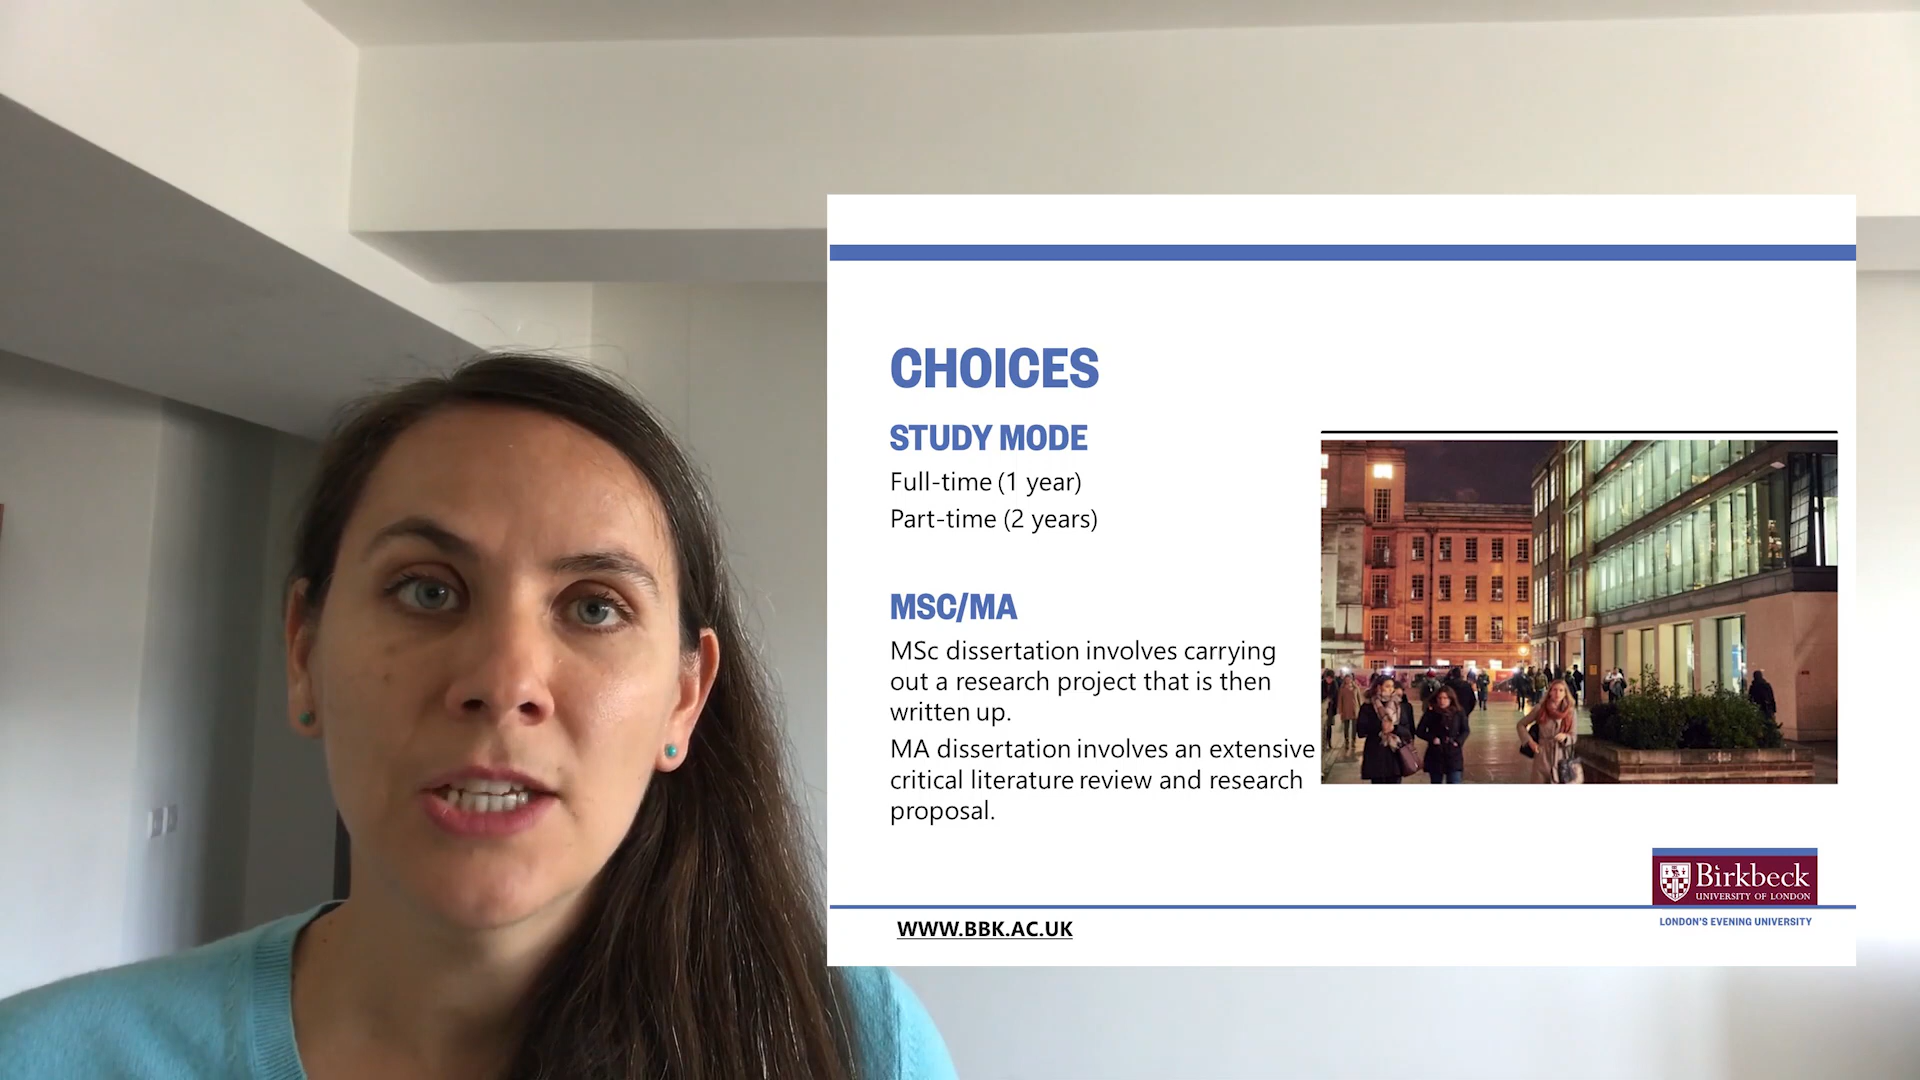 CHOICES
STUDY MODE
Full-time (1 year)
Part-time (2 years)
MSC/MA
MSc dissertation involves carrying
out a research project that is then
written up.
MA dissertation involves an extensive
critical literature review and research
proposal.
Birkbeck
UNIVERSITY OF LONDON
LONDON'S EVENING UNIVERSITY
WWW.BBK.AC.UK